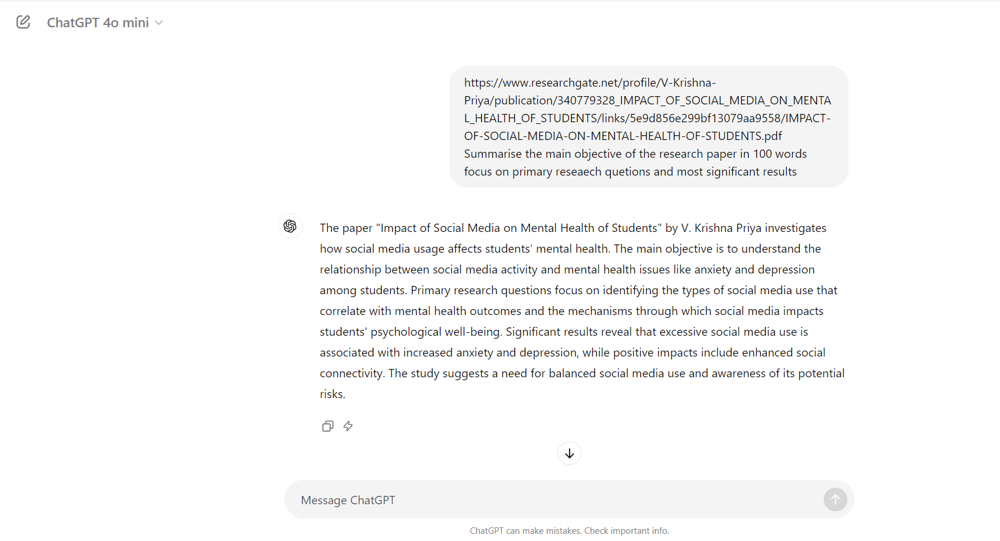 ChatGPT 4o mini
https://www.researchgate.net/profile/V-Krishna-
Priya/publication/340779328_IMPACT_OF_SOCIAL_MEDIA_ON_MENTA
L_HEALTH_OF_STUDENTS/links/5e9d856e299bf13079aa9558/IMPACT-
OF-SOCIAL-MEDIA-ON-MENTAL-HEALTH-OF-STUDENTS.pdf
Summarise the main objective of the research paper in 100 words
focus on primary reseaech quetions and most significant results
The paper "Impact of Social Media on Mental Health of Students" by V. Krishna Priya investigates
how social media usage affects students' mental health. The main objective is to understand the
relationship between social media activity and mental health issues like anxiety and depression
among students. Primary research questions focus on identifying the types of social media use that
correlate with mental health outcomes and the mechanisms through which social media impacts
students' psychological well-being. Significant results reveal that excessive social media use is
associated with increased anxiety and depression, while positive impacts include enhanced social
connectivity. The study suggests a need for balanced social media use and awareness of its potential
risks.
Message ChatGPT
ChatGPT can make mistakes. Check important info.